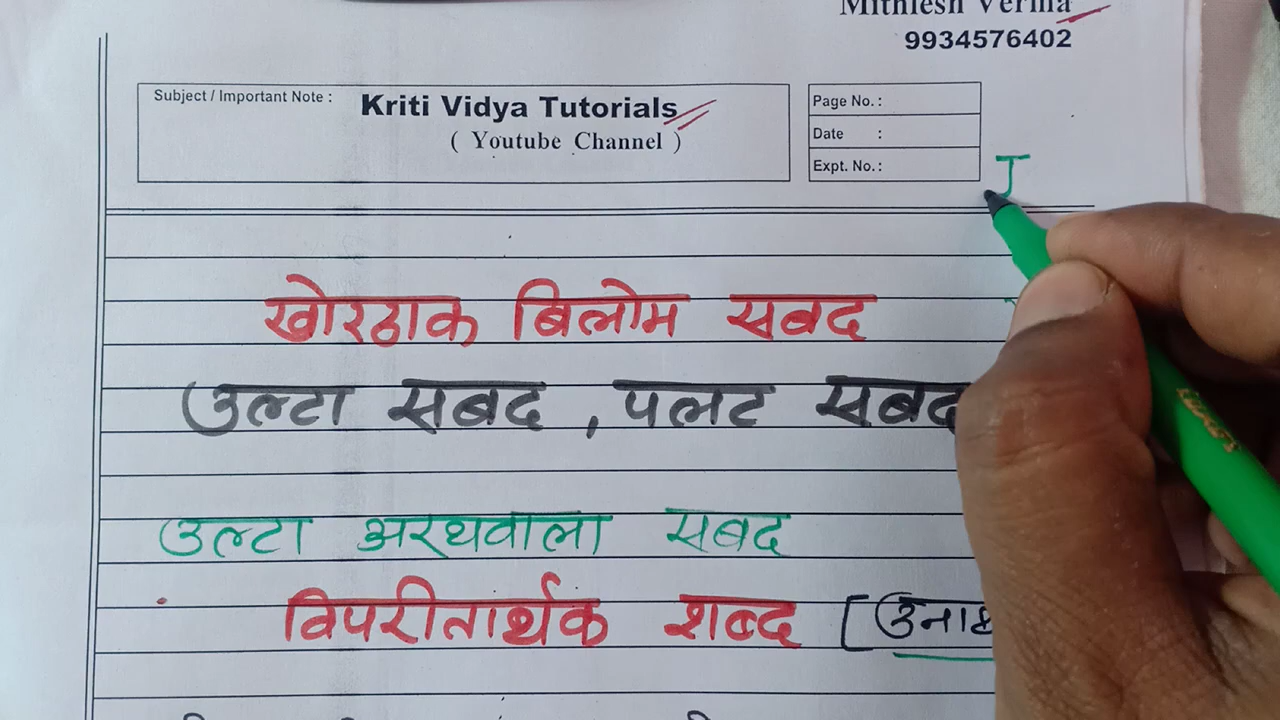 Mithlesh Verma
9934576402
Subject / Important Note : Kriti Vidya Tutorials
( Youtube Channel )
Page No. :
Date :
Expt. No. :
J
खोरठाक बिलोम सबद
उल्टा सबद , पलट सबद
उल्टा अरथवाला सबद
विपरीतार्थक शब्द [